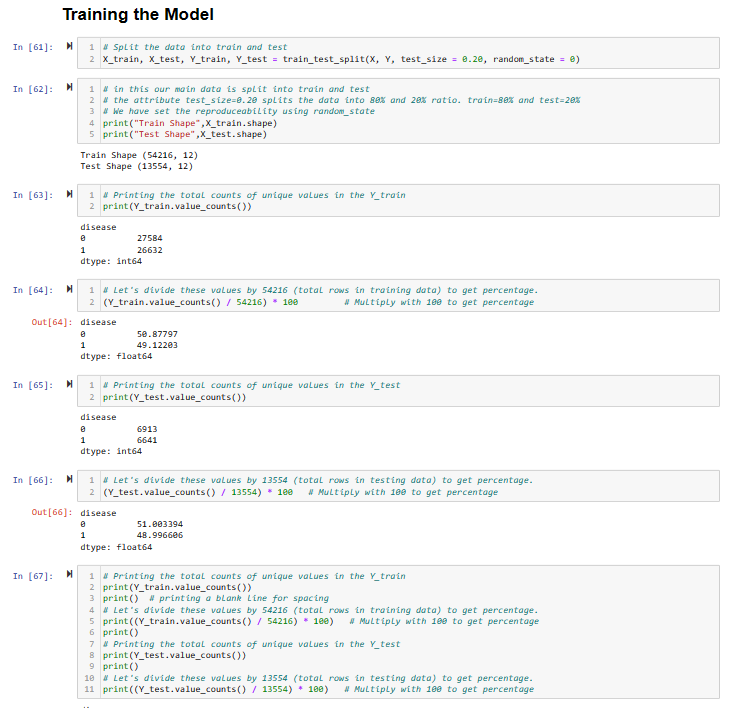 Training the Model
In [61]:
1 # Split the data into train and test
2 X_train, X_test, Y_train, Y_test = train_test_split(X, Y, test_size = 0.20, random_state = 0)
In [62]:
1 # in this our main data is split into train and test
2 # the attribute test_size=0.20 splits the data into 80% and 20% ratio. train=80% and test=20%
3 # We have set the reproduceability using random_state
4 print("Train Shape",X_train.shape)
5 print("Test Shape",X_test.shape)
Train Shape (54216, 12)
Test Shape (13554, 12)
In [63]:
1 # Printing the total counts of unique values in the Y_train
2 print(Y_train.value_counts())
disease
0 27584
1 26632
dtype: int64
In [64]:
1 # Let's divide these values by 54216 (total rows in training data) to get percentage.
2 (Y_train.value_counts() / 54216) * 100 # Multiply with 100 to get percentage
Out[64]: disease
0 50.87797
1 49.12203
dtype: float64
In [65]:
1 # Printing the total counts of unique values in the Y_test
2 print(Y_test.value_counts())
disease
0 6913
1 6641
dtype: int64
In [66]:
1 # Let's divide these values by 13554 (total rows in testing data) to get percentage.
2 (Y_test.value_counts() / 13554) * 100 # Multiply with 100 to get percentage
Out[66]: disease
0 51.003394
1 48.996606
dtype: float64
In [67]:
1 # Printing the total counts of unique values in the Y_train
2 print(Y_train.value_counts())
3 print() # printing a blank line for spacing
4 # Let's divide these values by 54216 (total rows in training data) to get percentage.
5 print((Y_train.value_counts() / 54216) * 100) # Multiply with 100 to get percentage
6 print()
7 # Printing the total counts of unique values in the Y_test
8 print(Y_test.value_counts())
9 print()
10 # Let's divide these values by 13554 (total rows in testing data) to get percentage.
11 print((Y_test.value_counts() / 13554) * 100) # Multiply with 100 to get percentage